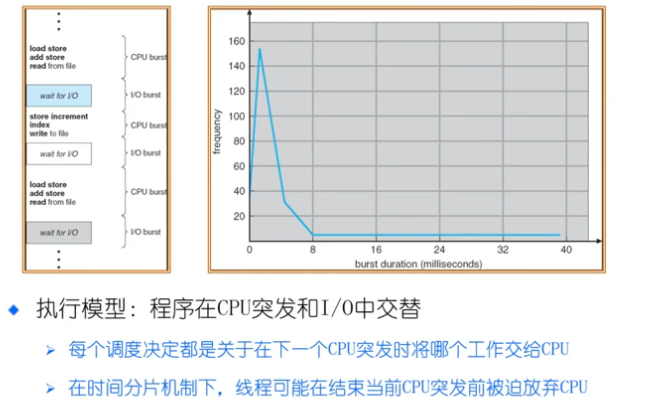 load store
add store
read from file
CPU burst
wait for I/O
I/O burst
store increment
index
write to file
CPU burst
wait for I/O
I/O burst
load store
add store
read from file
CPU burst
wait for I/O
I/O burst
frequency
160
140
120
100
80
60
40
20
0
8
16
24
32
40
burst duration (milliseconds)
执行模型：程序在CPU突发和I/O中交替
每个调度决定都是关于在下一个CPU突发时将哪个工作交给CPU
在时间分片机制下，线程可能在结束当前CPU突发前被迫放弃CPU